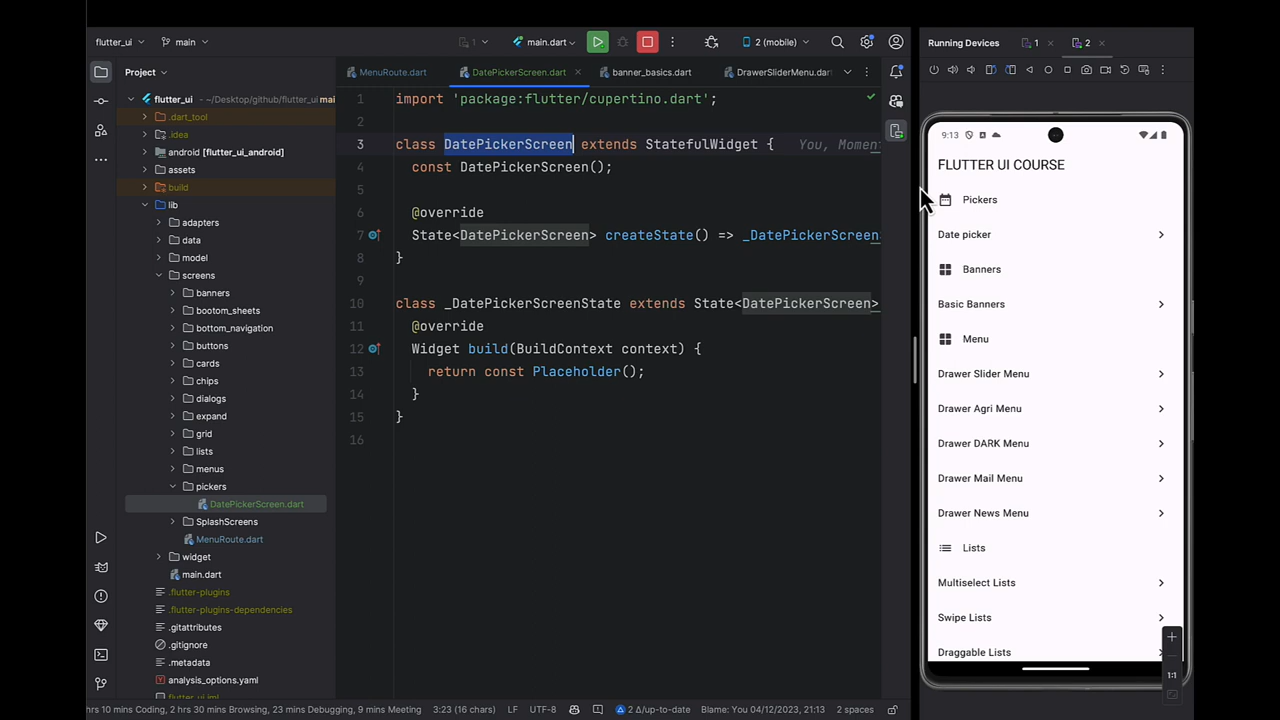 flutter_ui
main
1
main.dart
2 (mobile)
Running Devices
1
2
Project
MenuRoute.dart
DatePickerScreen.dart
banner_basics.dart
DrawerSliderMenu.dart
flutter_ui ~/Desktop/github/flutter_ui mai
.dart_tool
.idea
android [flutter_ui_android]
assets
build
lib
adapters
data
model
screens
banners
bootom_sheets
bottom_navigation
buttons
cards
chips
dialogs
expand
grid
lists
menus
pickers
DatePickerScreen.dart
SplashScreens
MenuRoute.dart
widget
main.dart
.flutter-plugins
.flutter-plugins-dependencies
.gitattributes
.gitignore
.metadata
analysis_options.yaml
flutter_ui.iml
1 import 'package:flutter/cupertino.dart';
2
3 class DatePickerScreen extends StatefulWidget { You, Momen
4 const DatePickerScreen();
5
6 @override
7 State<DatePickerScreen> createState() => _DatePickerScreen
8 }
9
10 class _DatePickerScreenState extends State<DatePickerScreen>
11 @override
12 Widget build(BuildContext context) {
13 return const Placeholder();
14 }
15 }
16
9:13
FLUTTER UI COURSE
Pickers
Date picker
Banners
Basic Banners
Menu
Drawer Slider Menu
Drawer Agri Menu
Drawer DARK Menu
Drawer Mail Menu
Drawer News Menu
Lists
Multiselect Lists
Swipe Lists
Draggable Lists
1:1
hrs 10 mins Coding, 2 hrs 30 mins Browsing, 23 mins Debugging, 9 mins Meeting
3:23 (16 chars)
LF
UTF-8
2 Δ/up-to-date
Blame: You 04/12/2023, 21:13
2 spaces